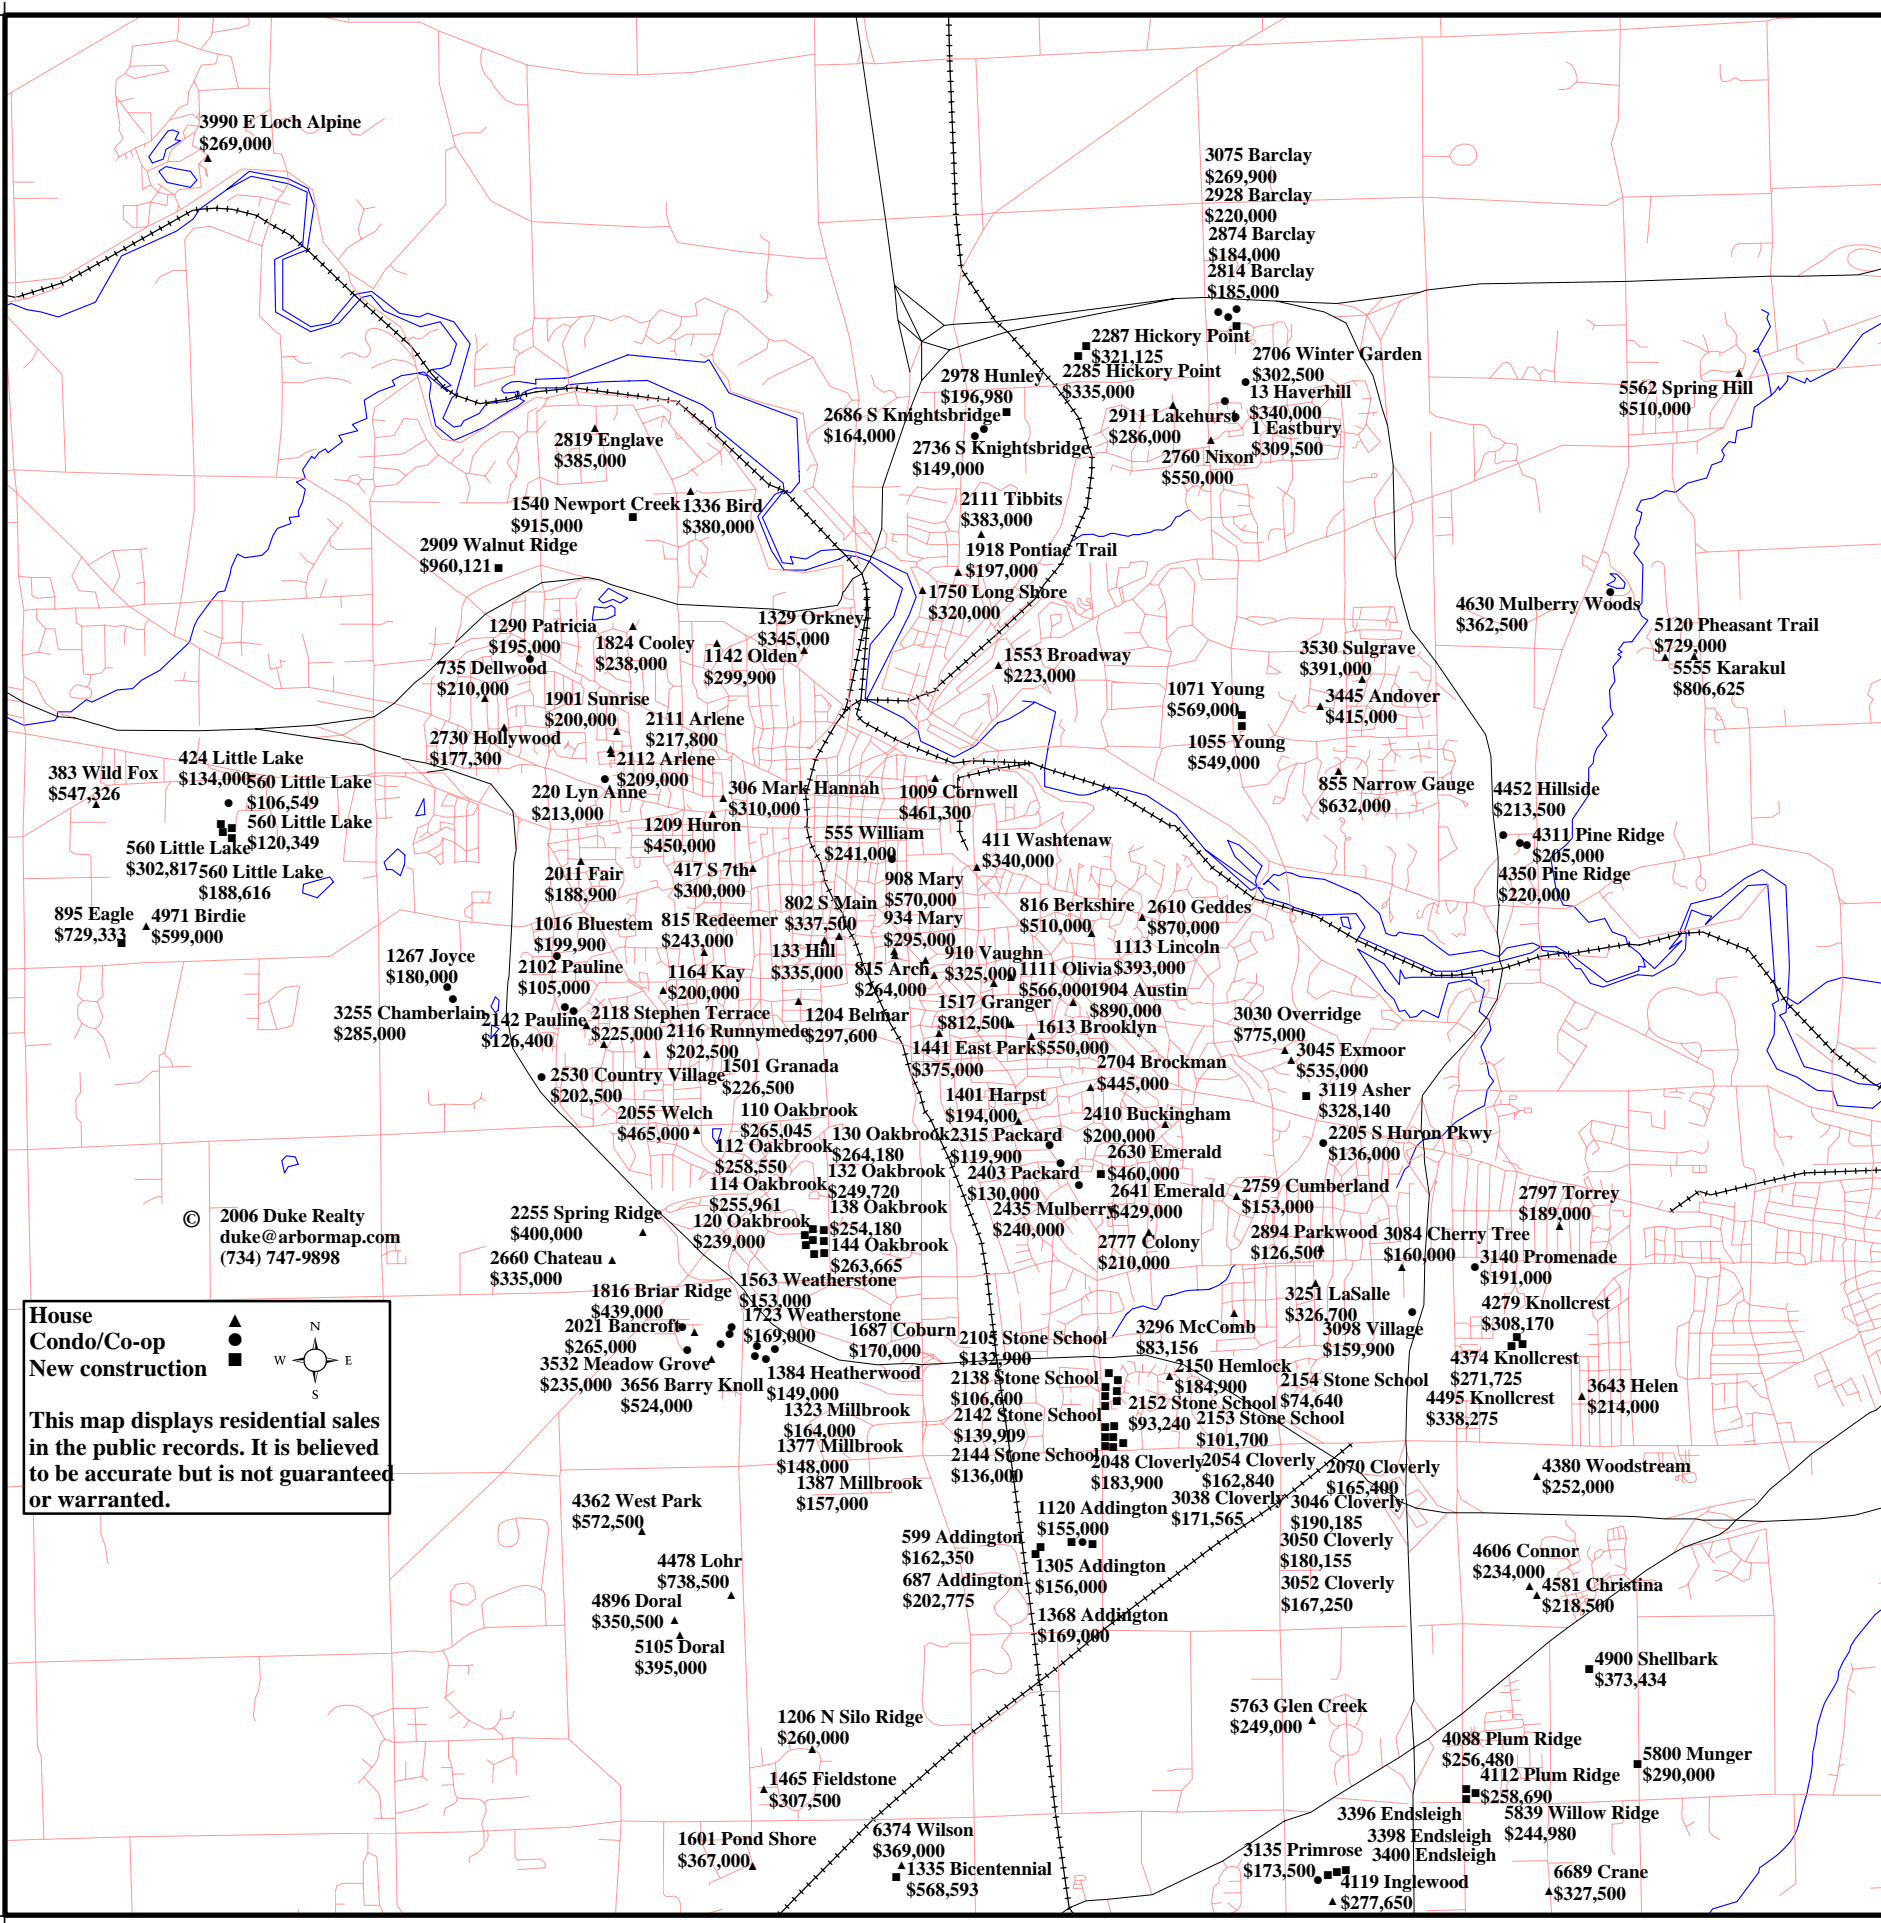 3990 E Loch Alpine
$269,000
3075 Barclay
$269,900
2928 Barclay
$220,000
2874 Barclay
$184,000
2814 Barclay
$185,000
2287 Hickory Point
$321,125
2285 Hickory Point
$335,000
2706 Winter Garden
$302,500
13 Haverhill
$340,000
1 Eastbury
$309,500
2978 Hunley
$196,980
2686 S Knightsbridge
$164,000
2736 S Knightsbridge
$149,000
2911 Lakehurst
$286,000
2760 Nixon
$550,000
5562 Spring Hill
$510,000
2819 Englave
$385,000
1540 Newport Creek
$915,000
1336 Bird
$380,000
2909 Walnut Ridge
$960,121
2111 Tibbits
$383,000
1918 Pontiac Trail
$197,000
1750 Long Shore
$320,000
1329 Orkney
$345,000
1290 Patricia
$195,000
1824 Cooley
$238,000
1142 Olden
$299,900
735 Dellwood
$210,000
1553 Broadway
$223,000
4630 Mulberry Woods
$362,500
5120 Pheasant Trail
$729,000
5555 Karakul
$806,625
3530 Sulgrave
$391,000
3445 Andover
$415,000
1071 Young
$569,000
1055 Young
$549,000
1901 Sunrise
$200,000
2111 Arlene
$217,800
2730 Hollywood
$177,300
2112 Arlene
$209,000
424 Little Lake
$134,000
383 Wild Fox
$547,326
560 Little Lake
$106,549
560 Little Lake
$120,349
560 Little Lake
$302,817
560 Little Lake
$188,616
220 Lyn Anne
$213,000
306 Mark Hannah
$310,000
1209 Huron
$450,000
1009 Cornwell
$461,300
855 Narrow Gauge
$632,000
4452 Hillside
$213,500
4311 Pine Ridge
$205,000
4350 Pine Ridge
$220,000
555 William
$241,000
411 Washtenaw
$340,000
2011 Fair
$188,900
417 S 7th
$300,000
908 Mary
$570,000
934 Mary
$295,000
802 S Main
$337,500
816 Berkshire
$510,000
2610 Geddes
$870,000
895 Eagle
$729,333
4971 Birdie
$599,000
1016 Bluestem
$199,900
815 Redeemer
$243,000
133 Hill
$335,000
815 Arch
$264,000
910 Vaughn
$325,000
1113 Lincoln
$393,000
1111 Olivia
$566,000
1267 Joyce
$180,000
2102 Pauline
$105,000
1164 Kay
$200,000
1904 Austin
$890,000
3255 Chamberlain
$285,000
2142 Pauline
$126,400
2118 Stephen Terrace
$225,000
2116 Runnymede
$202,500
1204 Belmar
$297,600
1517 Granger
$812,500
1613 Brooklyn
$550,000
1441 East Park
$375,000
3030 Overridge
$775,000
3045 Exmoor
$535,000
2530 Country Village
$202,500
1501 Granada
$226,500
2704 Brockman
$445,000
3119 Asher
$328,140
1401 Harpst
$194,000
2055 Welch
$465,000
110 Oakbrook
$265,045
112 Oakbrook
$258,550
130 Oakbrook
$264,180
2315 Packard
$119,900
2410 Buckingham
$200,000
2205 S Huron Pkwy
$136,000
132 Oakbrook
$249,720
2403 Packard
$130,000
2630 Emerald
$460,000
114 Oakbrook
$255,961
138 Oakbrook
$254,180
2641 Emerald
$429,000
2759 Cumberland
$153,000
2797 Torrey
$189,000
2255 Spring Ridge
$400,000
120 Oakbrook
$239,000
2435 Mulberry
$240,000
144 Oakbrook
$263,665
2777 Colony
$210,000
2894 Parkwood
$126,500
3084 Cherry Tree
$160,000
3140 Promenade
$191,000
© 2006 Duke Realty
duke@arbormap.com
(734) 747-9898
2660 Chateau
$335,000
1816 Briar Ridge
$439,000
1563 Weatherstone
$153,000
1723 Weatherstone
$169,000
2021 Bancroft
$265,000
3251 LaSalle
$326,700
4279 Knollcrest
$308,170
House
Condo/Co-op
New construction
N
W E
S
This map displays residential sales
in the public records. It is believed
to be accurate but is not guaranteed
or warranted.
1687 Coburn
$170,000
2105 Stone School
$132,900
3296 McComb
$83,156
3098 Village
$159,900
4374 Knollcrest
$271,725
3532 Meadow Grove
$235,000
3656 Barry Knoll
$524,000
1384 Heatherwood
$149,000
2138 Stone School
$106,600
2150 Hemlock
$184,900
2154 Stone School
$74,640
4495 Knollcrest
$338,275
3643 Helen
$214,000
1323 Millbrook
$164,000
2142 Stone School
$139,909
2152 Stone School
$93,240
2153 Stone School
$101,700
1377 Millbrook
$148,000
2144 Stone School
$136,000
2048 Cloverly
$183,900
2054 Cloverly
$162,840
2070 Cloverly
$165,400
4380 Woodstream
$252,000
1387 Millbrook
$157,000
4362 West Park
$572,500
1120 Addington
$155,000
3038 Cloverly
$171,565
3046 Cloverly
$190,185
599 Addington
$162,350
3050 Cloverly
$180,155
4478 Lohr
$738,500
1305 Addington
$156,000
4606 Connor
$234,000
687 Addington
$202,775
3052 Cloverly
$167,250
4581 Christina
$218,500
4896 Doral
$350,500
1368 Addington
$169,000
5105 Doral
$395,000
4900 Shellbark
$373,434
1206 N Silo Ridge
$260,000
5763 Glen Creek
$249,000
4088 Plum Ridge
$256,480
5800 Munger
$290,000
1465 Fieldstone
$307,500
4112 Plum Ridge
$258,690
3396 Endsleigh
5839 Willow Ridge
$244,980
1601 Pond Shore
$367,000
6374 Wilson
$369,000
3398 Endsleigh
3400 Endsleigh
3135 Primrose
$173,500
1335 Bicentennial
$568,593
4119 Inglewood
$277,650
6689 Crane
$327,500